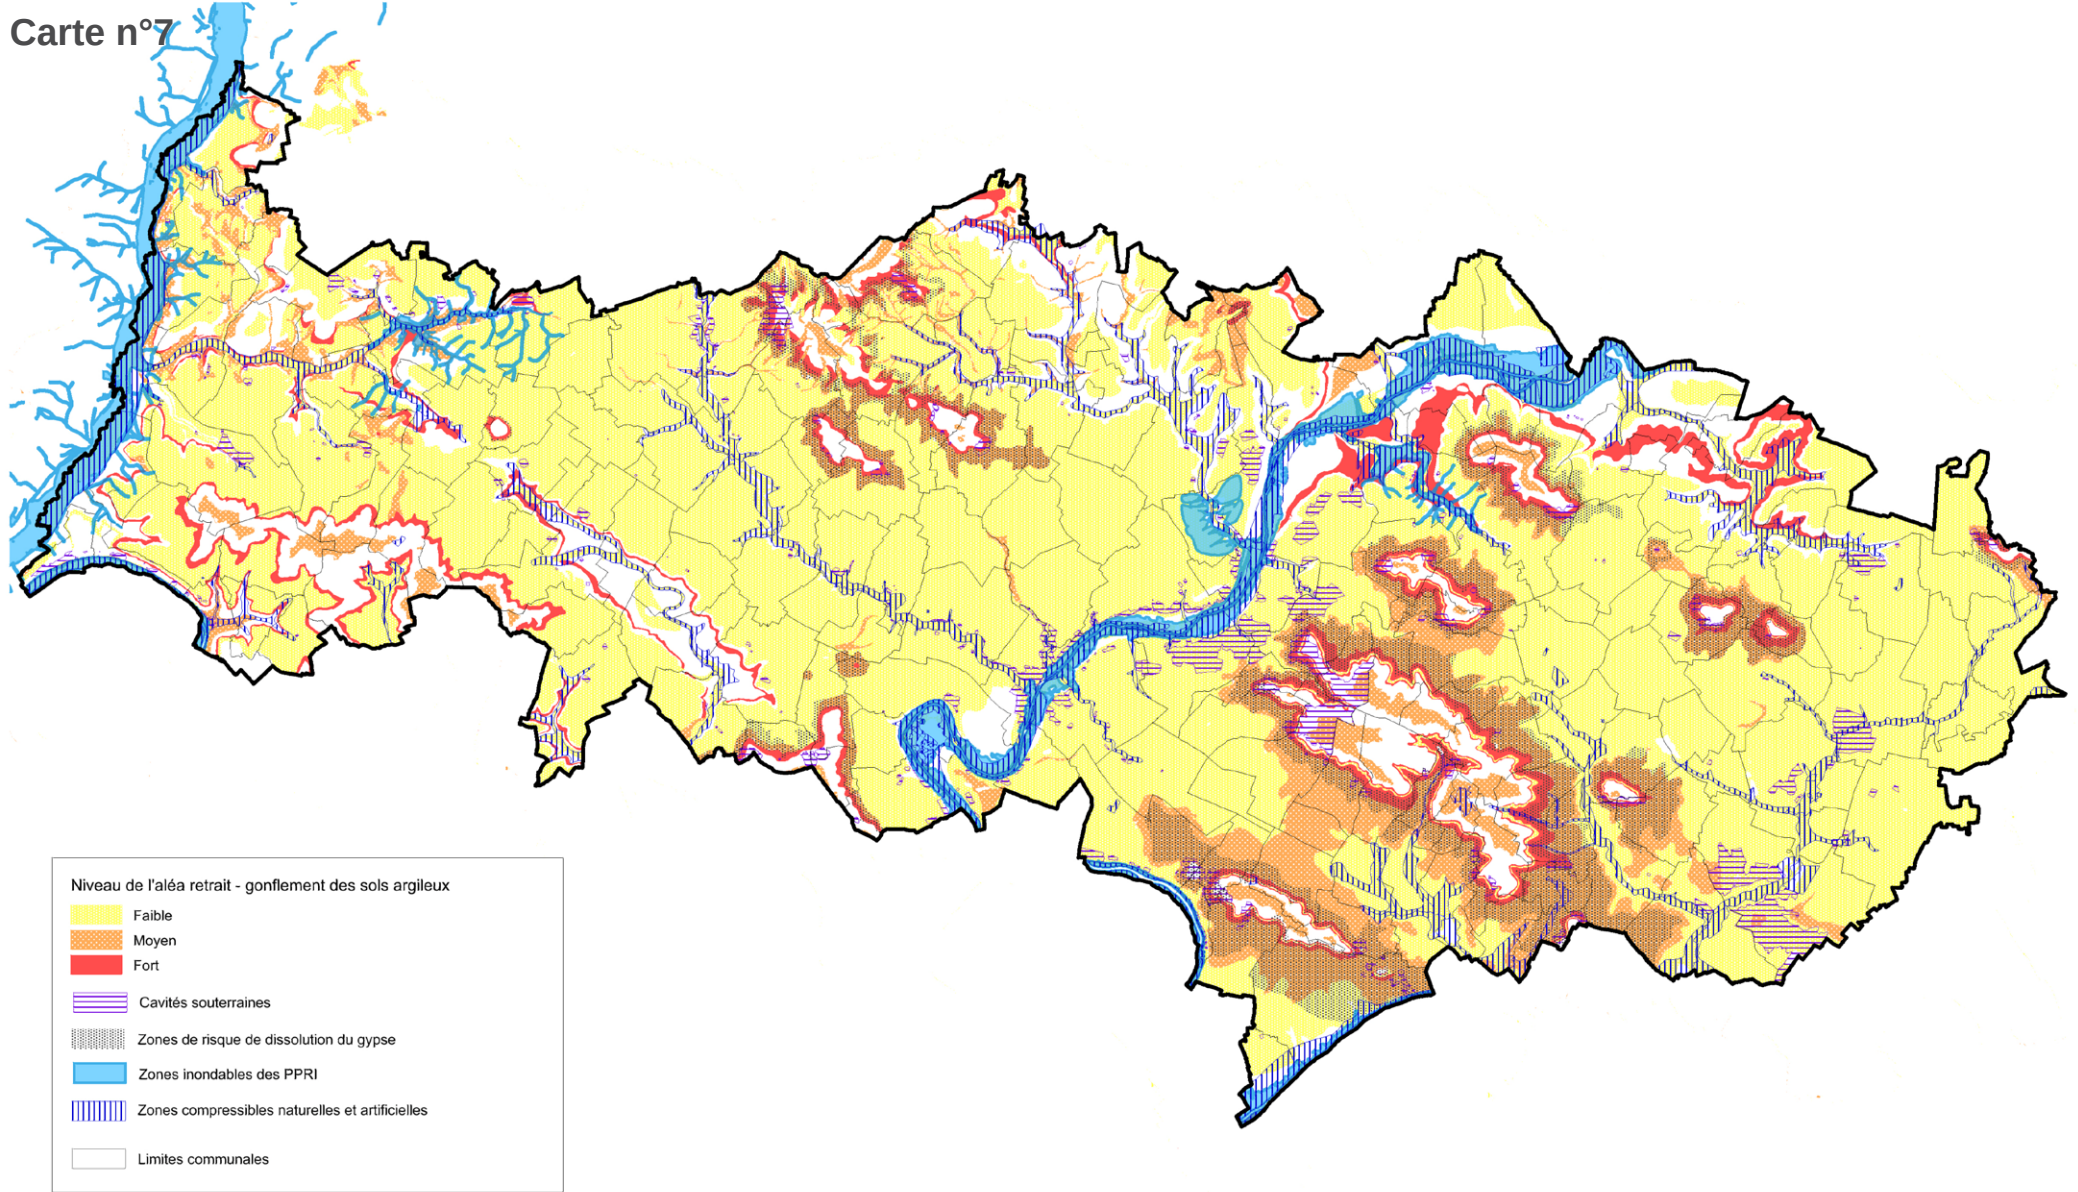 Carte n°7
Niveau de l'aléa retrait - gonflement des sols argileux
Faible
Moyen
Fort
Cavités souterraines
Zones de risque de dissolution du gypse
Zones inondables des PPRI
Zones compressibles naturelles et artificielles
Limites communales